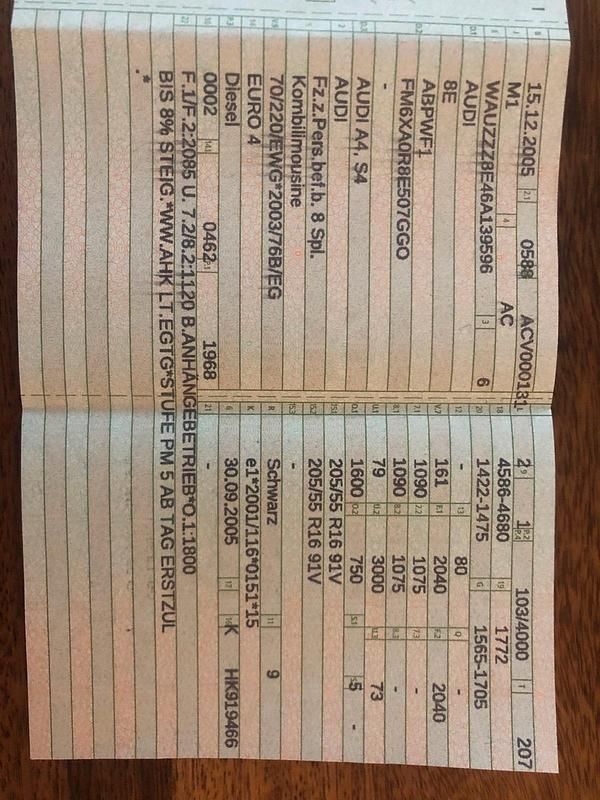 15.12.2005 0588 ACV000131
M1 AC
WAUZZZ8E46A139596 6
AUDI
8E
ABPWF1
FM6XA0R8E507GGO
-
AUDI A4, S4
AUDI
Fz.z.Pers.bef.b. 8 Spl.
Kombilimousine
70/220/EWG*2003/76B/EG
EURO 4
Diesel
0002 0462 1968
2 1 103/4000 207
4586-4680 1772
1422-1475 1565-1705
- 80 -
161 2040 2040
1090 1075 -
1090 1075 -
79 3000 73
1600 750 5 -
205/55 R16 91V
205/55 R16 91V
-
Schwarz 9
e1*2001/116*0151*15
30.09.2005 K HK919466
-
F.1/F.2:2085 U. 7.2/8.2:1120 B.ANHÄNGEBETRIEB*O.1:1800
BIS 8% STEIG.*WW.AHK LT.EGTG*STUFE PM 5 AB TAG ERSTZUL
.*